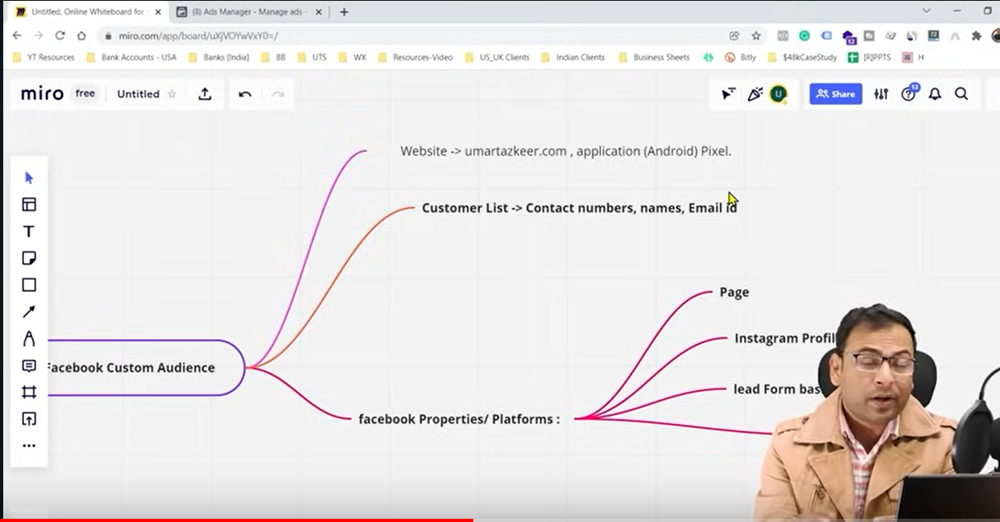 Untitled, Online Whiteboard for
(8) Ads Manager - Manage ads
miro.com/app/board/uXjVOYwVxY0=/
12
72
YT Resources
Bank Accounts - USA
Banks [India]
BB
UTS
WX
Resources-Video
US_UK Clients
Indian Clients
Business Sheets
Bitly
$48kCaseStudy
[R]PPTS
H
miro
free
Untitled
U
Share
12
Website -> umartazkeer.com , application (Android) Pixel.
Customer List -> Contact numbers, names, Email id
Page
Instagram Profil
lead Form bas
Facebook Custom Audience
facebook Properties/ Platforms :